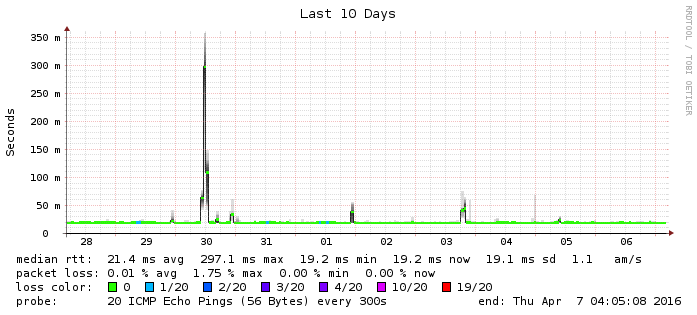 Last 10 Days
RRDTOOL / TOBI OETIKER
Seconds
350 m
300 m
250 m
200 m
150 m
100 m
50 m
0
28 29 30 31 01 02 03 04 05 06
median rtt: 21.4 ms avg 297.1 ms max 19.2 ms min 19.2 ms now 19.1 ms sd 1.1 am/s
packet loss: 0.01 % avg 1.75 % max 0.00 % min 0.00 % now
loss color: 0 1/20 2/20 3/20 4/20 10/20 19/20
probe: 20 ICMP Echo Pings (56 Bytes) every 300s end: Thu Apr 7 04:05:08 2016